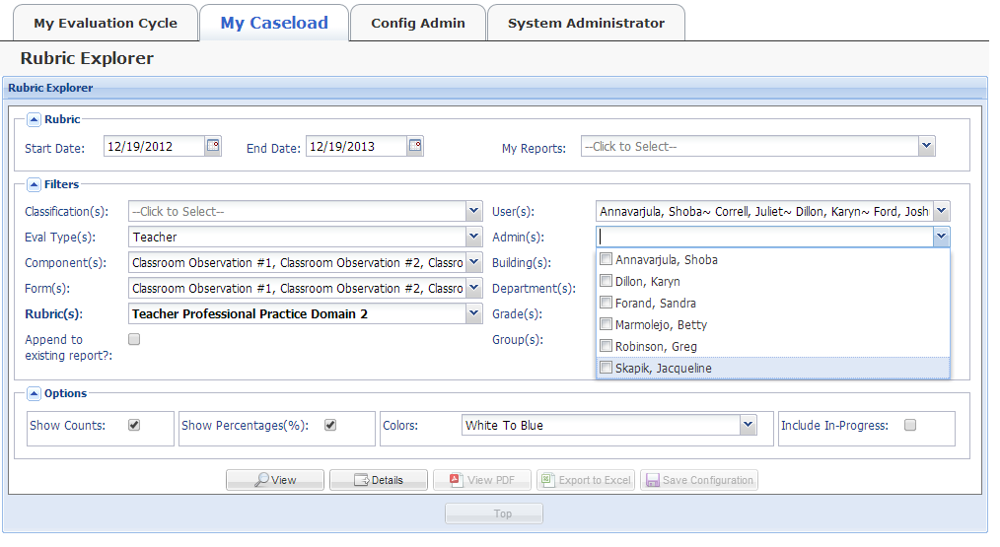 My Evaluation Cycle My Caseload Config Admin System Administrator
Rubric Explorer
Rubric Explorer
Rubric
Start Date: 12/19/2012 End Date: 12/19/2013 My Reports: --Click to Select--
Filters
Classification(s): --Click to Select-- User(s): Annavarjula, Shoba~ Correll, Juliet~ Dillon, Karyn~ Ford, Josh
Eval Type(s): Teacher Admin(s):
Component(s): Classroom Observation #1, Classroom Observation #2, Classro Building(s): Annavarjula, Shoba
Dillon, Karyn
Form(s): Classroom Observation #1, Classroom Observation #2, Classro Department(s): Forand, Sandra
Rubric(s): Teacher Professional Practice Domain 2 Grade(s): Marmolejo, Betty
Append to existing report?: Group(s): Robinson, Greg
Skapik, Jacqueline
Options
Show Counts: Show Percentages(%): Colors: White To Blue Include In-Progress:
View Details View PDF Export to Excel Save Configuration
Top